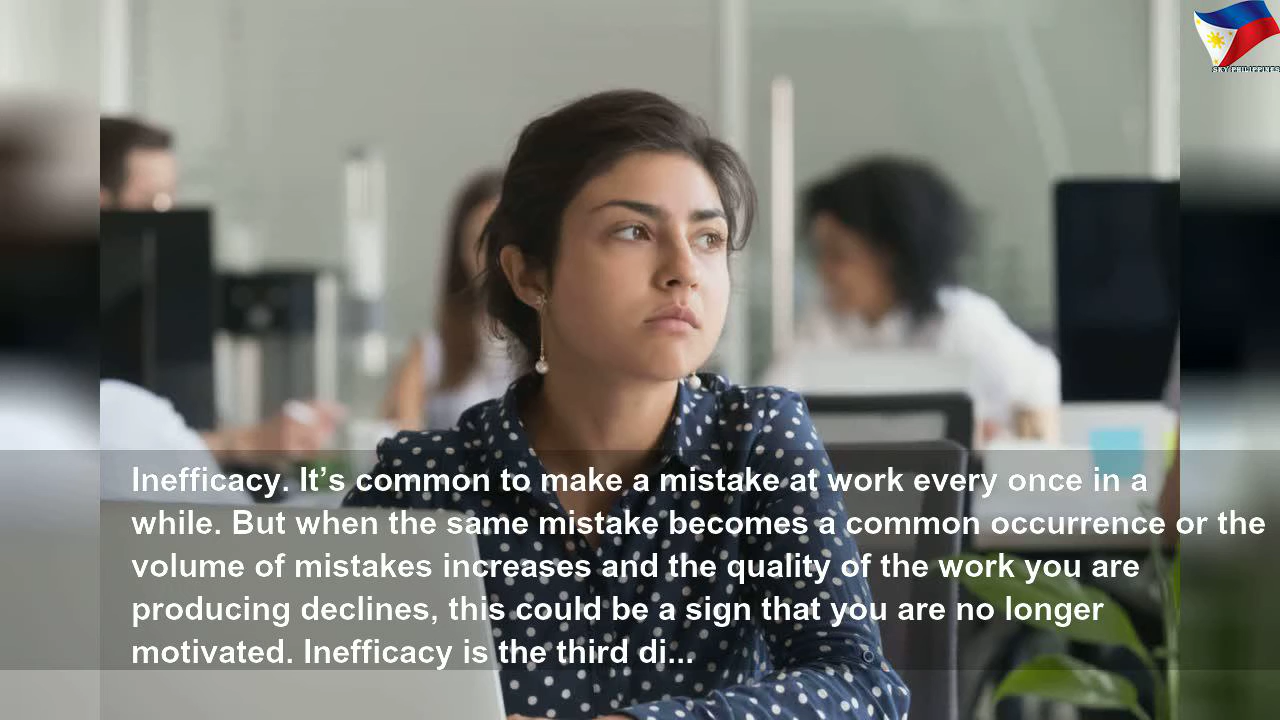 SKY PHILIPPINES
Inefficacy. It’s common to make a mistake at work every once in a
while. But when the same mistake becomes a common occurrence or the
volume of mistakes increases and the quality of the work you are
producing declines, this could be a sign that you are no longer
motivated. Inefficacy is the third di...